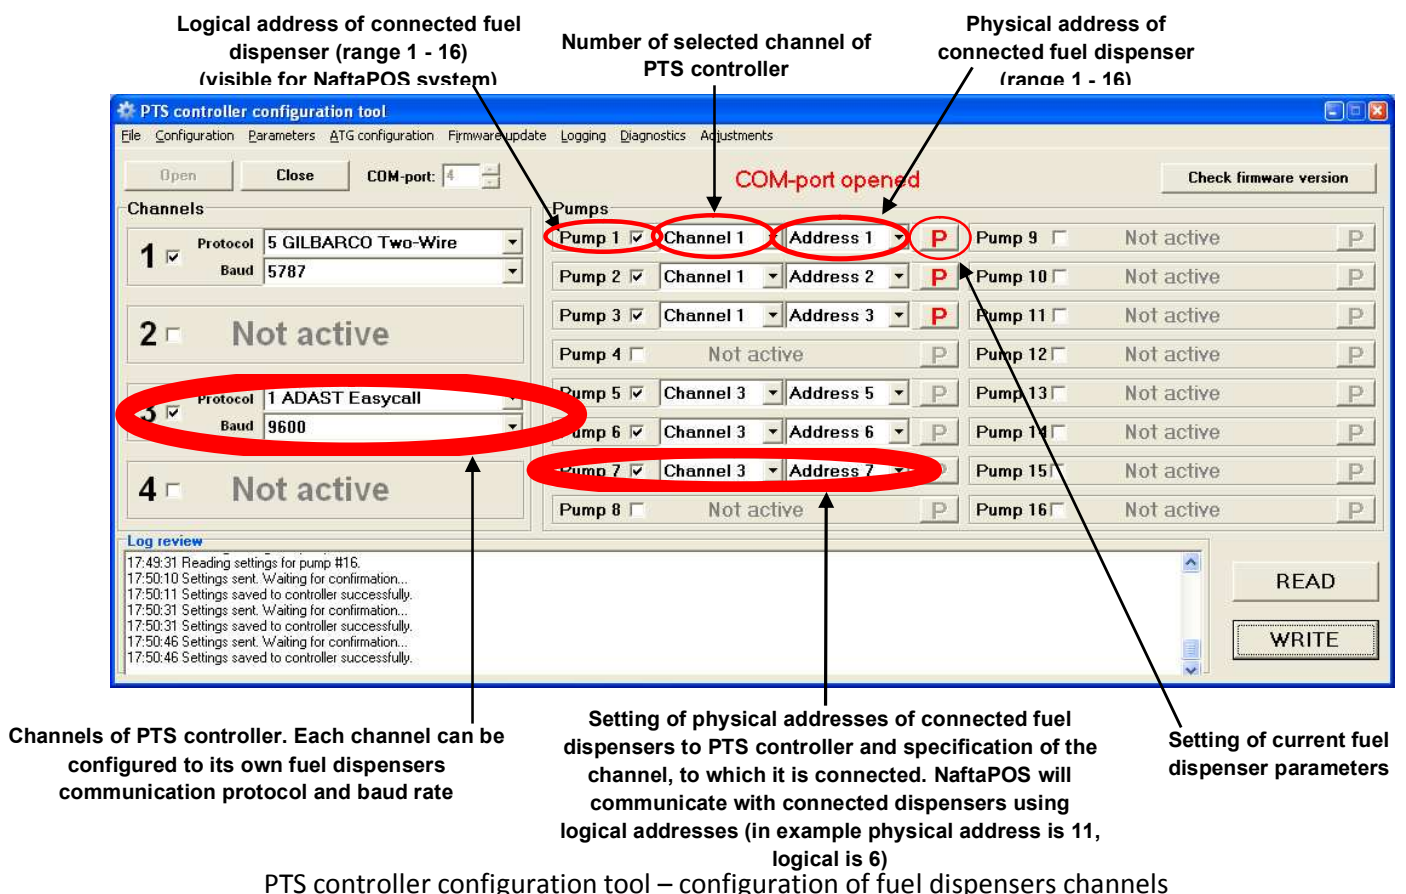 Logical address of connected fuel
dispenser (range 1 - 16)
(visible for NaftaPOS system)
Number of selected channel of
PTS controller
Physical address of
connected fuel dispenser
(range 1 - 16)
PTS controller configuration tool
File Configuration Parameters ATG configuration Firmware update Logging Diagnostics Adjustments
Open Close COM-port: 4 COM-port opened Check firmware version
Channels
1 Protocol 5 GILBARCO Two-Wire
Baud 5787
2 Not active
3 Protocol 1 ADAST Easycall
Baud 9600
4 Not active
Pumps
Pump 1 Channel 1 Address 1 P Pump 9 Not active P
Pump 2 Channel 1 Address 2 P Pump 10 Not active P
Pump 3 Channel 1 Address 3 P Pump 11 Not active P
Pump 4 Not active P Pump 12 Not active P
Pump 5 Channel 3 Address 5 P Pump 13 Not active P
Pump 6 Channel 3 Address 6 P Pump 14 Not active P
Pump 7 Channel 3 Address 7 P Pump 15 Not active P
Pump 8 Not active P Pump 16 Not active P
Log review
17:49:31 Reading settings for pump #16.
17:50:10 Settings sent. Waiting for confirmation...
17:50:11 Settings saved to controller successfully.
17:50:31 Settings sent. Waiting for confirmation...
17:50:31 Settings saved to controller successfully.
17:50:46 Settings sent. Waiting for confirmation...
17:50:46 Settings saved to controller successfully.
READ
WRITE
Channels of PTS controller. Each channel can be
configured to its own fuel dispensers
communication protocol and baud rate
Setting of physical addresses of connected fuel
dispensers to PTS controller and specification of the
channel, to which it is connected. NaftaPOS will
communicate with connected dispensers using
logical addresses (in example physical address is 11,
logical is 6)
Setting of current fuel
dispenser parameters
PTS controller configuration tool – configuration of fuel dispensers channels